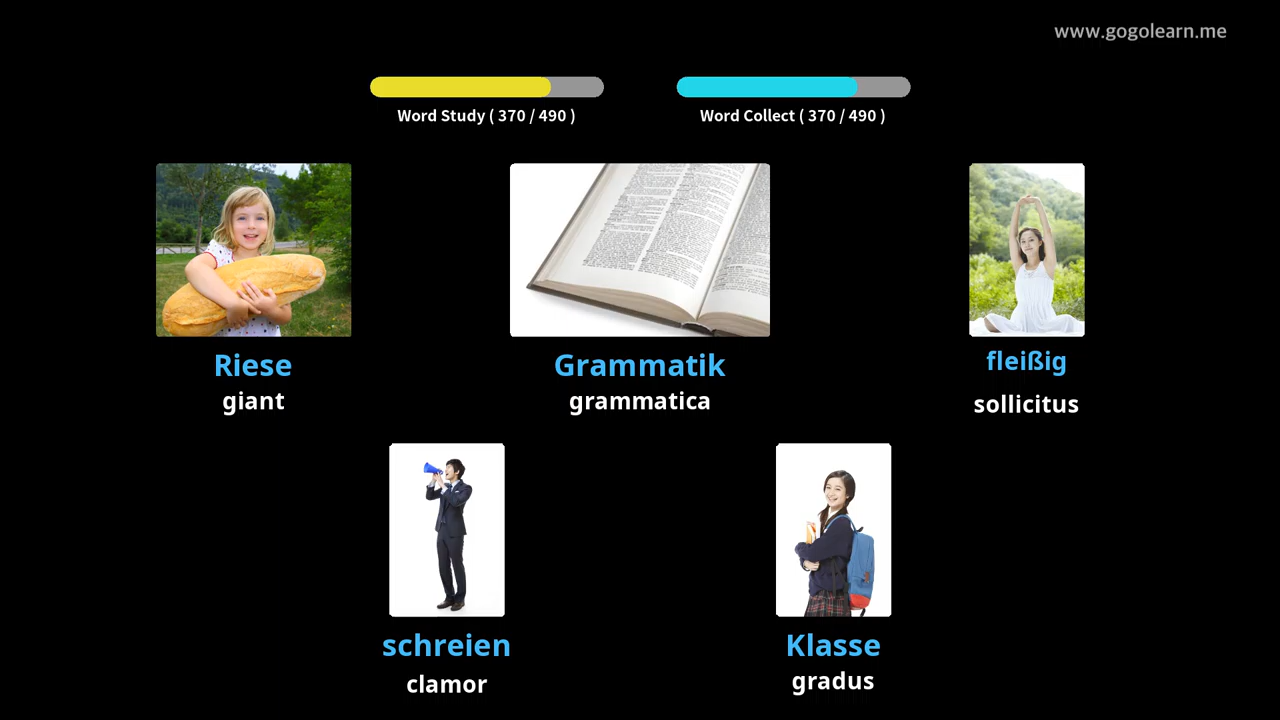 www.gogolearn.me
Word Study ( 370 / 490 )
Word Collect ( 370 / 490 )
Riese
giant
Grammatik
grammatica
fleißig
sollicitus
schreien
clamor
Klasse
gradus